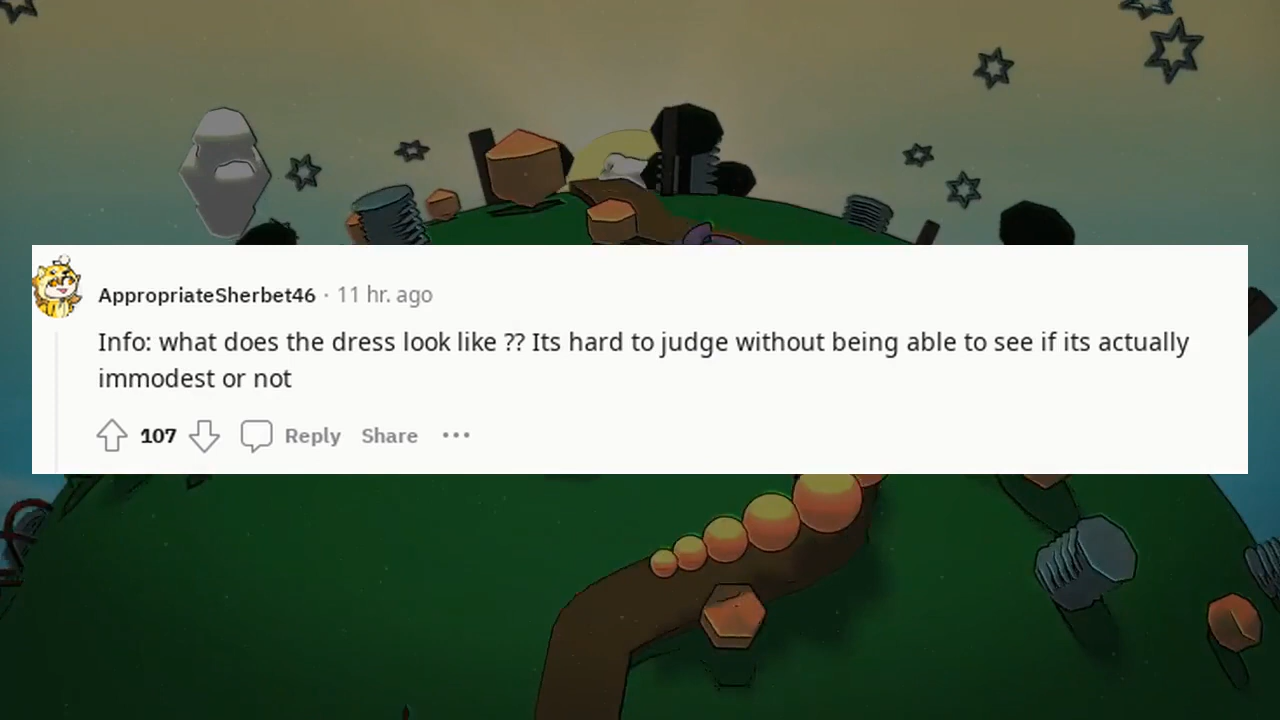 AppropriateSherbet46 · 11 hr. ago
Info: what does the dress look like ?? Its hard to judge without being able to see if its actually
immodest or not
107 Reply Share ···